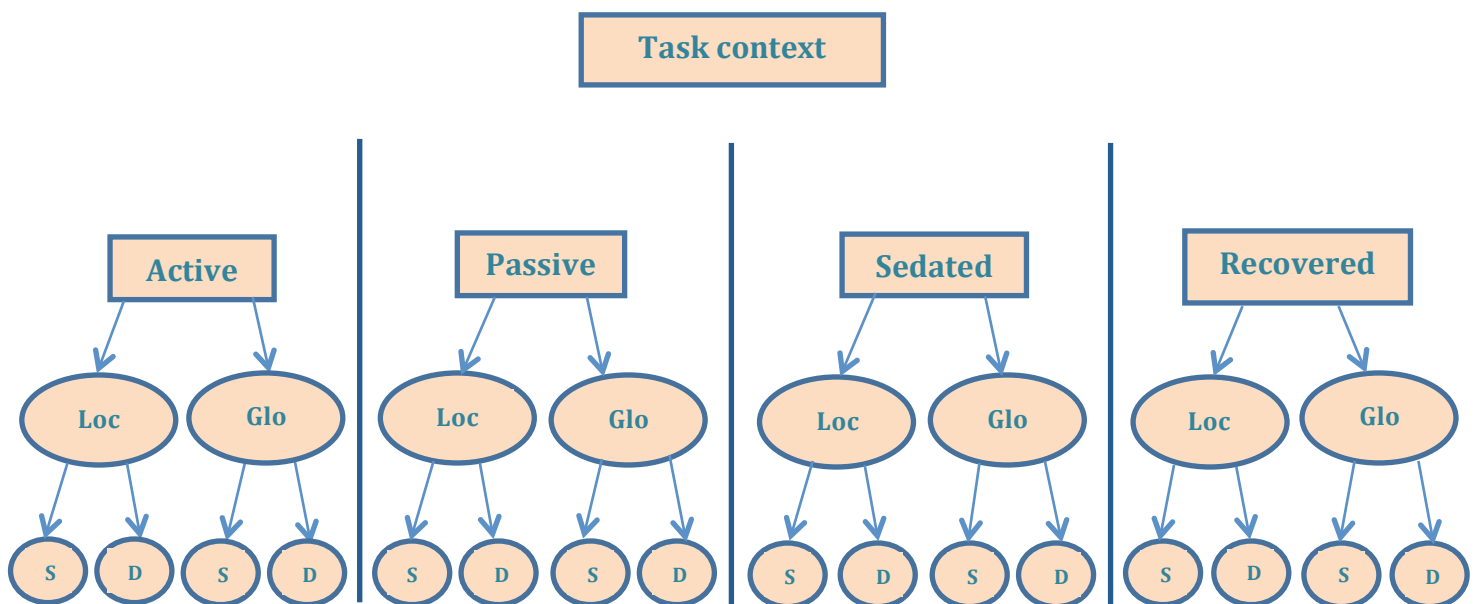 Task context
Active
Passive
Sedated
Recovered
Loc
Glo
Loc
Glo
Loc
Glo
Loc
Glo
S
D
S
D
S
D
S
D
S
D
S
D
S
D
S
D